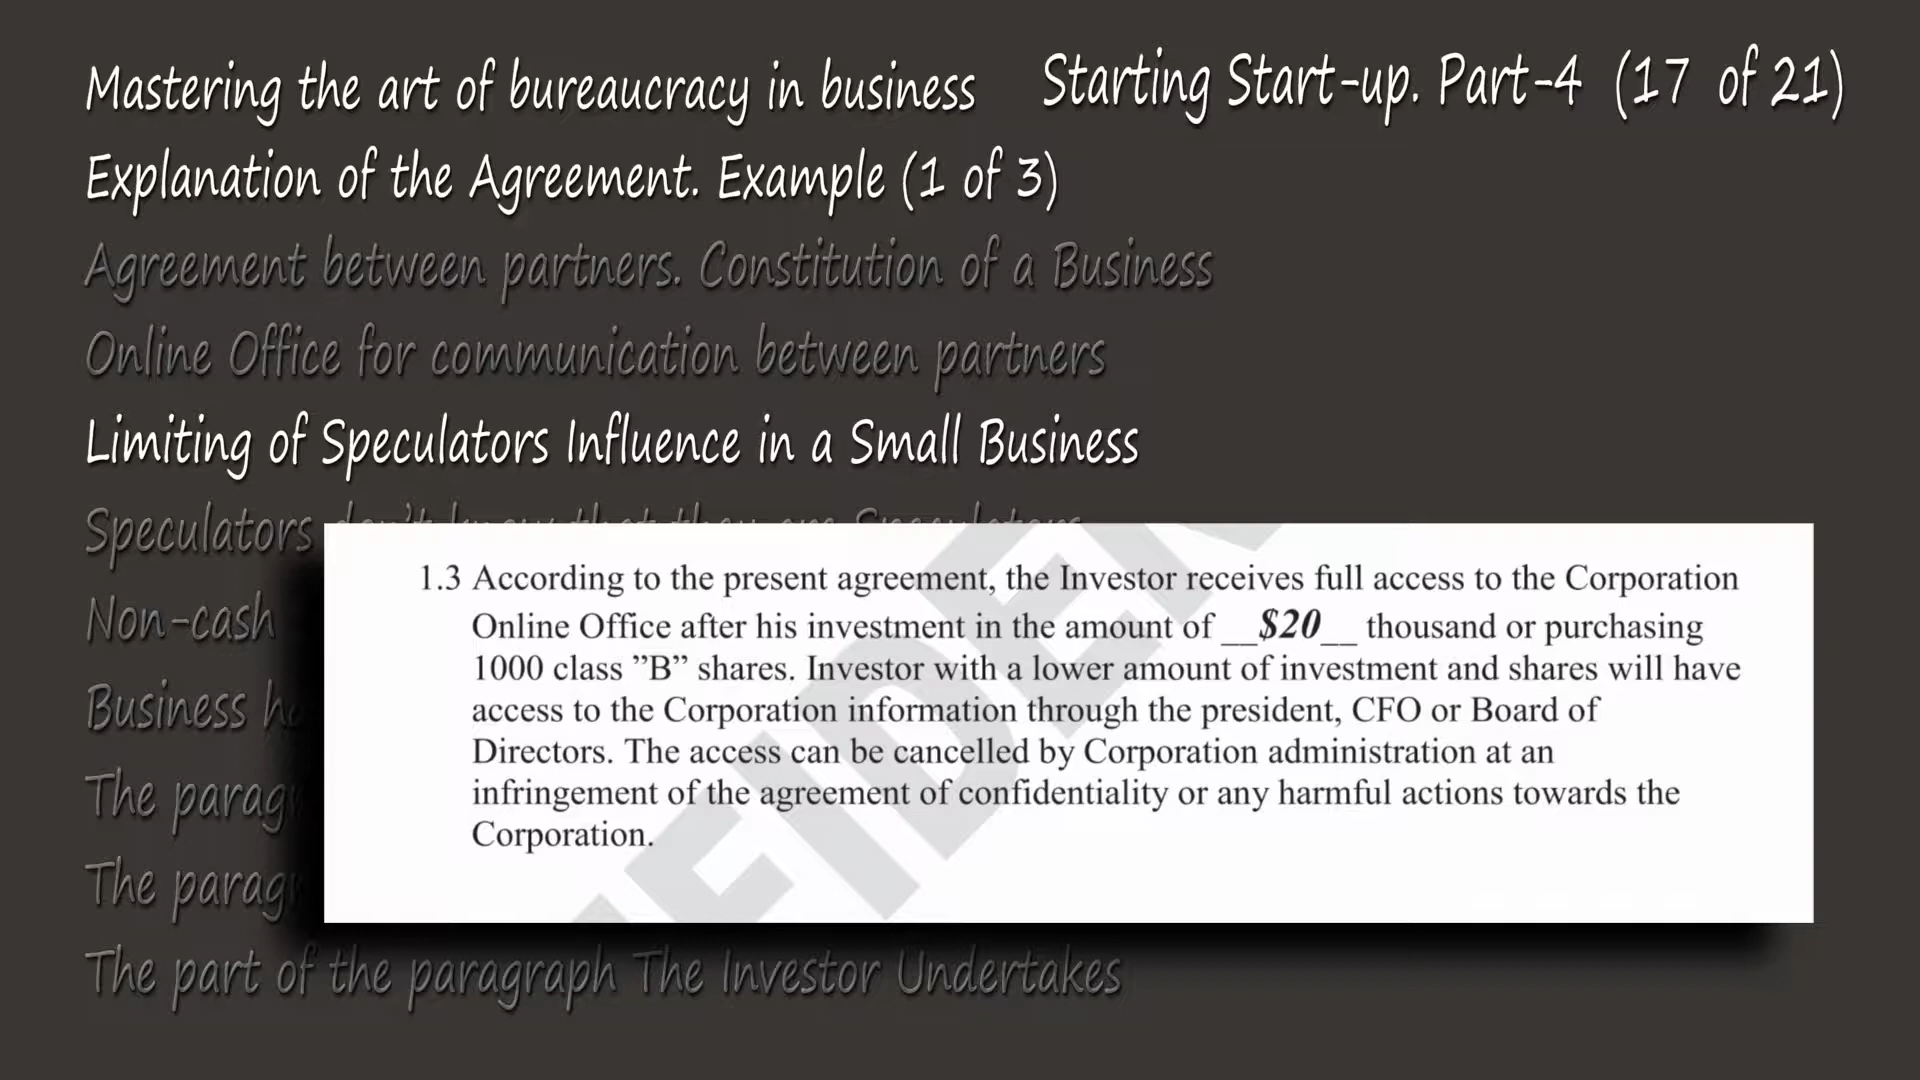 Mastering the art of bureaucracy in business
Starting Start-up. Part-4 (17 of 21)
Explanation of the Agreement. Example (1 of 3)
Agreement between partners. Constitution of a Business
Online Office for communication between partners
Limiting of Speculators Influence in a Small Business
Speculators don't know that they are Speculators
Non-cash
Business
The
The
The part of the paragraph The Investor Undertakes
1.3 According to the present agreement, the Investor receives full access to the Corporation
Online Office after his investment in the amount of __$20__ thousand or purchasing
1000 class ”B” shares. Investor with a lower amount of investment and shares will have
access to the Corporation information through the president, CFO or Board of
Directors. The access can be cancelled by Corporation administration at an
infringement of the agreement of confidentiality or any harmful actions towards the
Corporation.